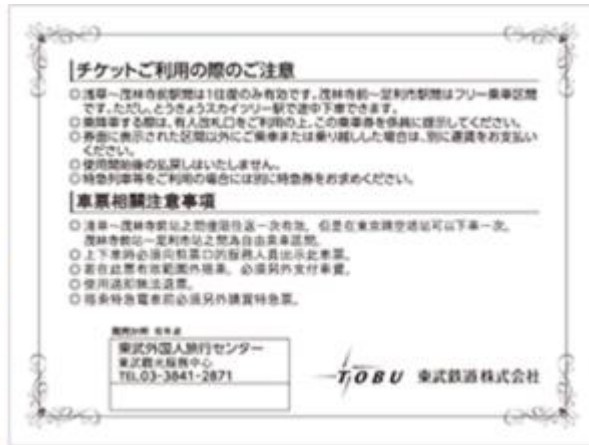 チケットご利用の際のご注意
◎浅草~茂林寺前駅間は1往復のみ有効です。茂林寺前~足利市駅間はフリー乗車区間
です。ただし、とうきょうスカイツリー駅で途中下車できます。
◎乗降車する際は、有人改札口をご利用の上、この乗車券を係員に提示してください。
◎券面に表示された区間以外にご乗車または乗り越しした場合は、別に運賃をお支払い
ください。
◎使用開始後の払戻しはいたしません。
◎特急列車等をご利用の場合には別に特急券をお求めください。
車票相關注意事項
◎淺草~茂林寺前站之間僅限往返一次有效。但是在東京晴空塔站可以下車一次。
茂林寺前站~足利市站之間為自由乘車區間。
◎上下車時必須向剪票口的服務人員出示此車票。
◎若在此票有效範圍外搭乘,必須另外支付車資。
◎使用過即無法退票。
◎搭乘特急電車前必須另外購買特急票。
東武外国人旅行センター
東武觀光服務中心
TEL.03-3841-2871
TOBU 東武鉄道株式会社